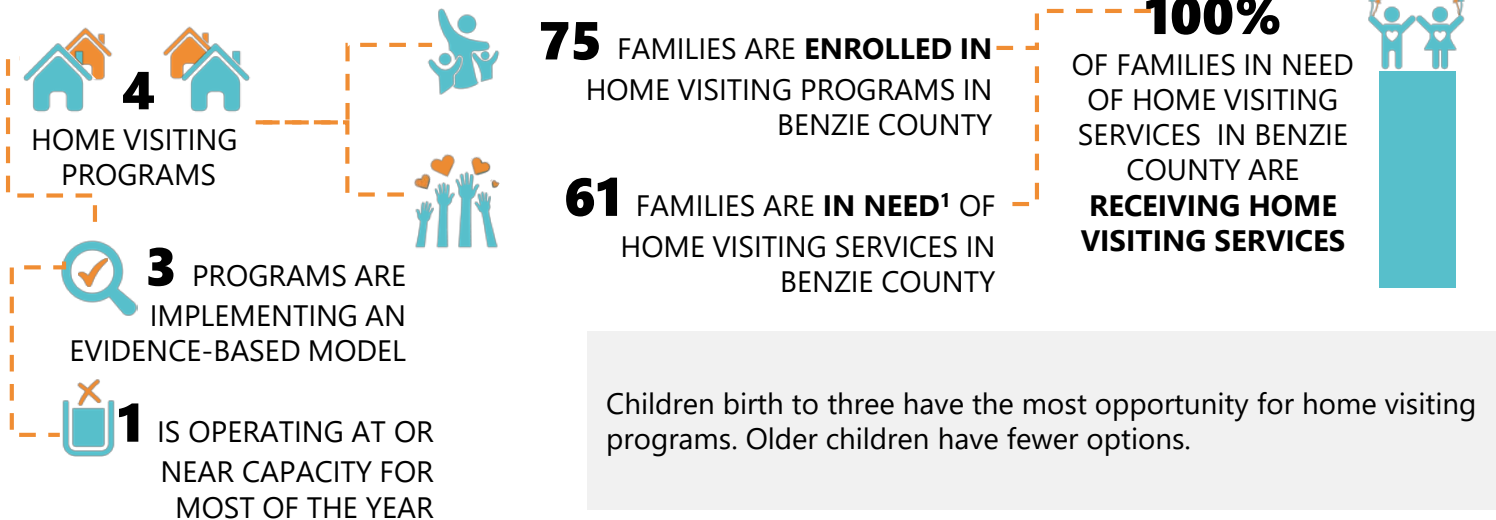 4
HOME VISITING
PROGRAMS
3 PROGRAMS ARE
IMPLEMENTING AN
EVIDENCE-BASED MODEL
1 IS OPERATING AT OR
NEAR CAPACITY FOR
MOST OF THE YEAR
75 FAMILIES ARE ENROLLED IN
HOME VISITING PROGRAMS IN
BENZIE COUNTY
61 FAMILIES ARE IN NEED¹ OF
HOME VISITING SERVICES IN
BENZIE COUNTY
100%
OF FAMILIES IN NEED
OF HOME VISITING
SERVICES IN BENZIE
COUNTY ARE
RECEIVING HOME
VISITING SERVICES
Children birth to three have the most opportunity for home visiting
programs. Older children have fewer options.